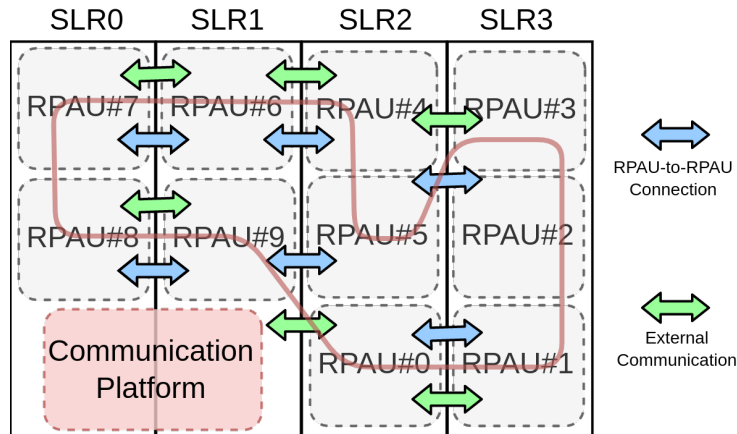 SLR0 SLR1 SLR2 SLR3
RPAU#7 RPAU#6 RPAU#4 RPAU#3
RPAU-to-RPAU
Connection
RPAU#8 RPAU#9 RPAU#5 RPAU#2
Communication
Platform
RPAU#0 RPAU#1
External
Communication